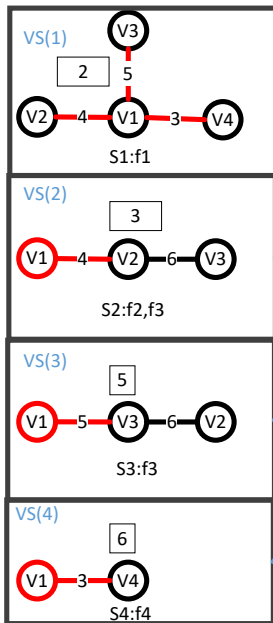 VS(1)
V3
2
5
V2 4 V1 3 V4
S1:f1
VS(2)
3
V1 4 V2 6 V3
S2:f2,f3
VS(3)
5
V1 5 V3 6 V2
S3:f3
VS(4)
6
V1 3 V4
S4:f4